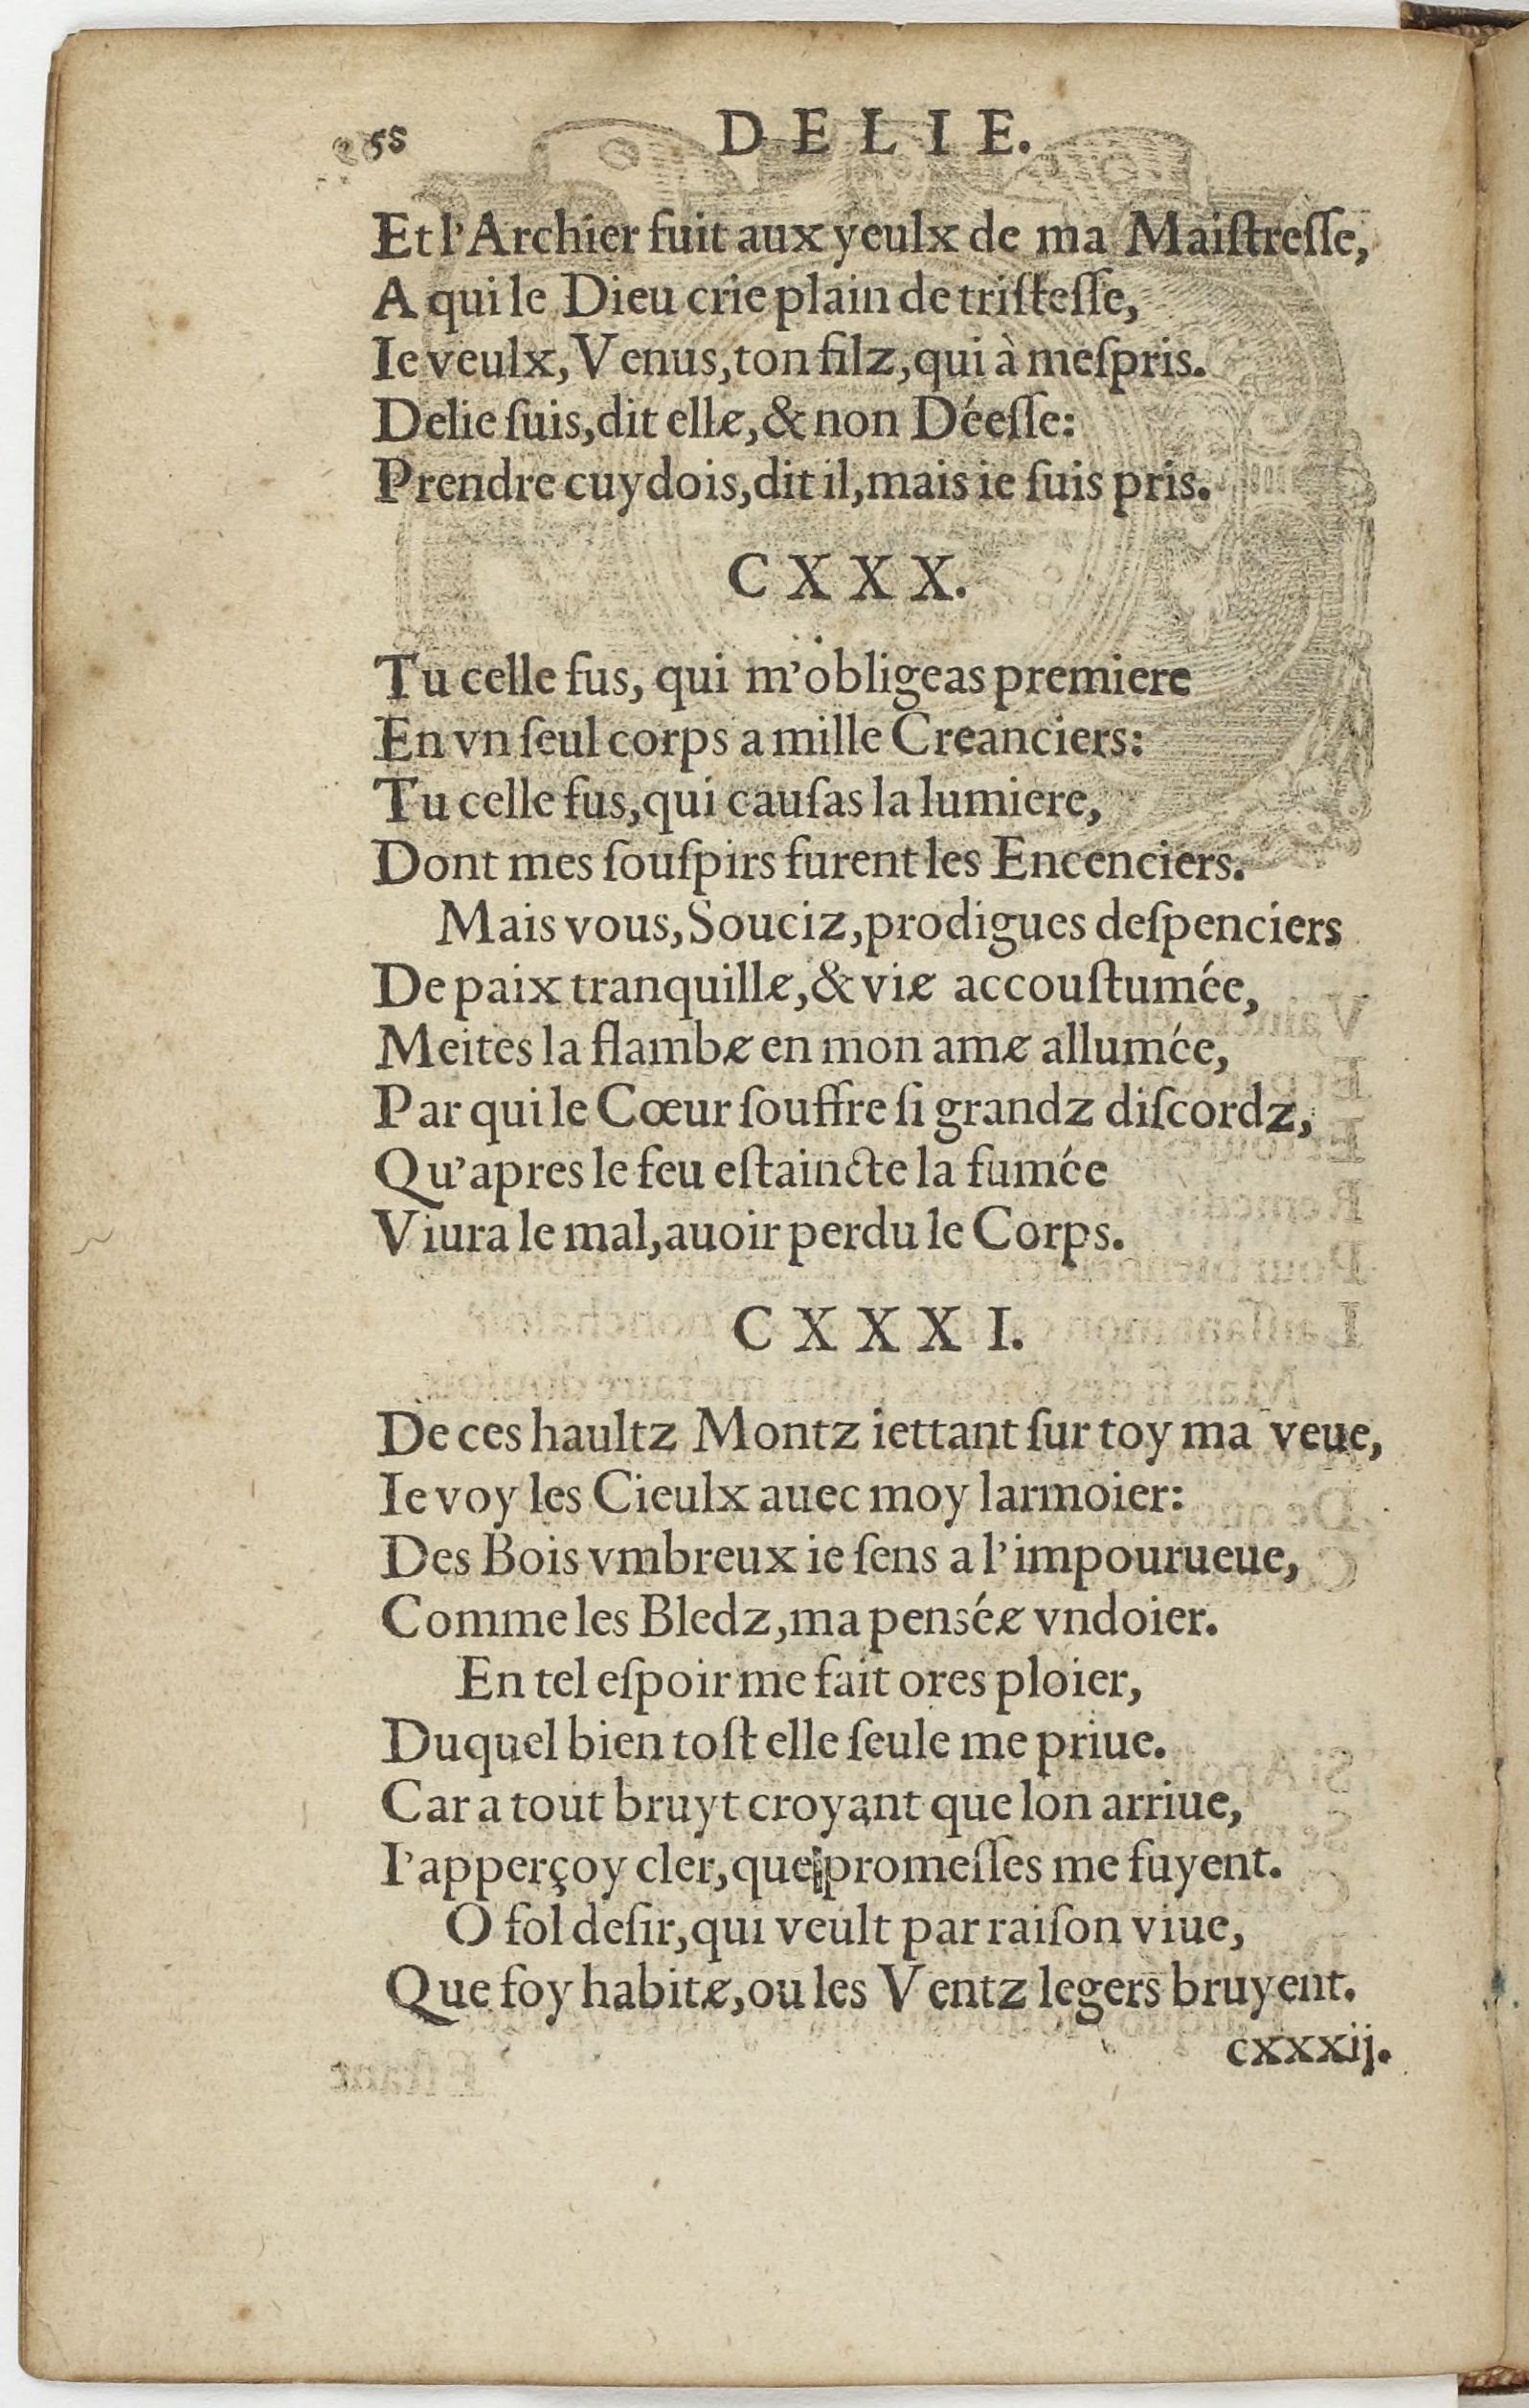 58 DELIE.
Et l'Archier fuit aux yeulx de ma Maiſtreſſe,
A qui le Dieu crie plain de triſteſſe,
Ie veulx, Venus, ton filz, qui à meſpris.
Delie ſuis, dit elle, & non Déeſſe:
Prendre cuydois, dit il, mais ie ſuis pris.
CXXX.
Tu celle fus, qui m'obligeas premiere
En vn ſeul corps a mille Creanciers:
Tu celle fus, qui cauſas la lumiere,
Dont mes ſouſpirs furent les Encenciers.
Mais vous, Souciz, prodigues deſpenciers
De paix tranquille, & vie accouſtumée,
Meites la flambe en mon ame allumée,
Par qui le Cœur ſouffre ſi grandz diſcordz,
Qu'apres le feu eſtaincte la fumée
Viura le mal, auoir perdu le Corps.
CXXXI.
De ces haultz Montz iettant ſur toy ma veue,
Ie voy les Cieulx auec moy larmoier:
Des Bois vmbreux ie ſens a l'impourueue,
Comme les Bledz, ma pensée vndoier.
En tel eſpoir me fait ores ploier,
Duquel bien toſt elle ſeule me priue.
Car a tout bruyt croyant que lon arriue,
I'apperçoy cler, que promeſſes me fuyent.
O fol deſir, qui veult par raiſon viue,
Que foy habite, ou les Ventz legers bruyent.
cxxxij.